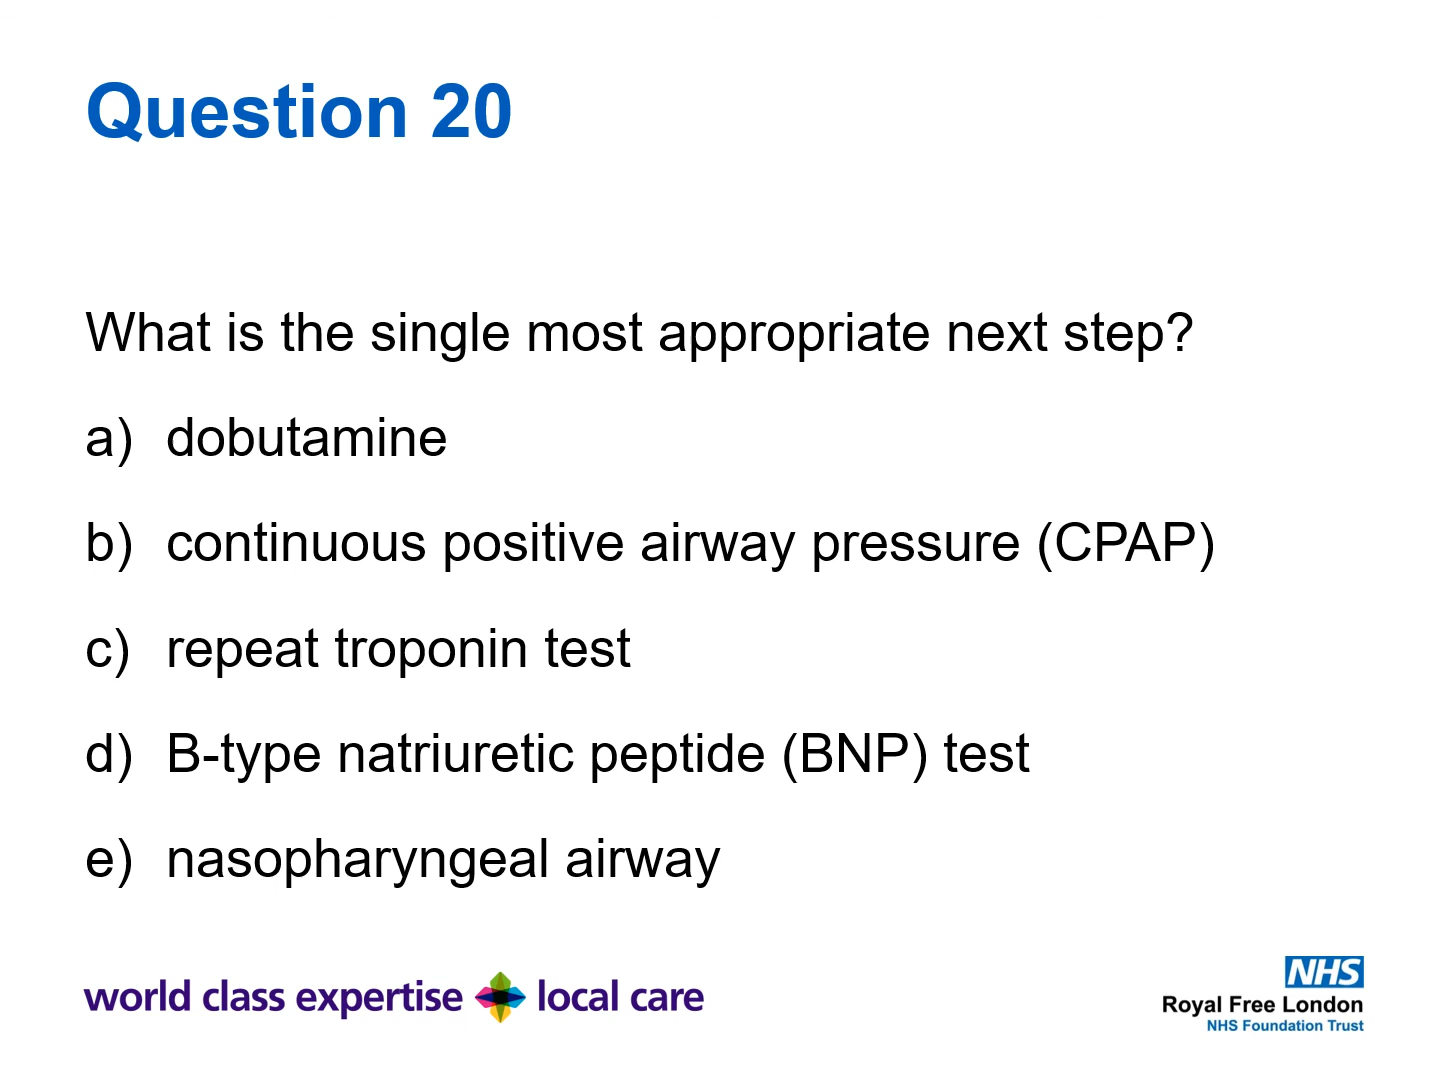 Question 20
What is the single most appropriate next step?
a) dobutamine
b) continuous positive airway pressure (CPAP)
c) repeat troponin test
d) B-type natriuretic peptide (BNP) test
e) nasopharyngeal airway
world class expertise local care
NHS
Royal Free London
NHS Foundation Trust